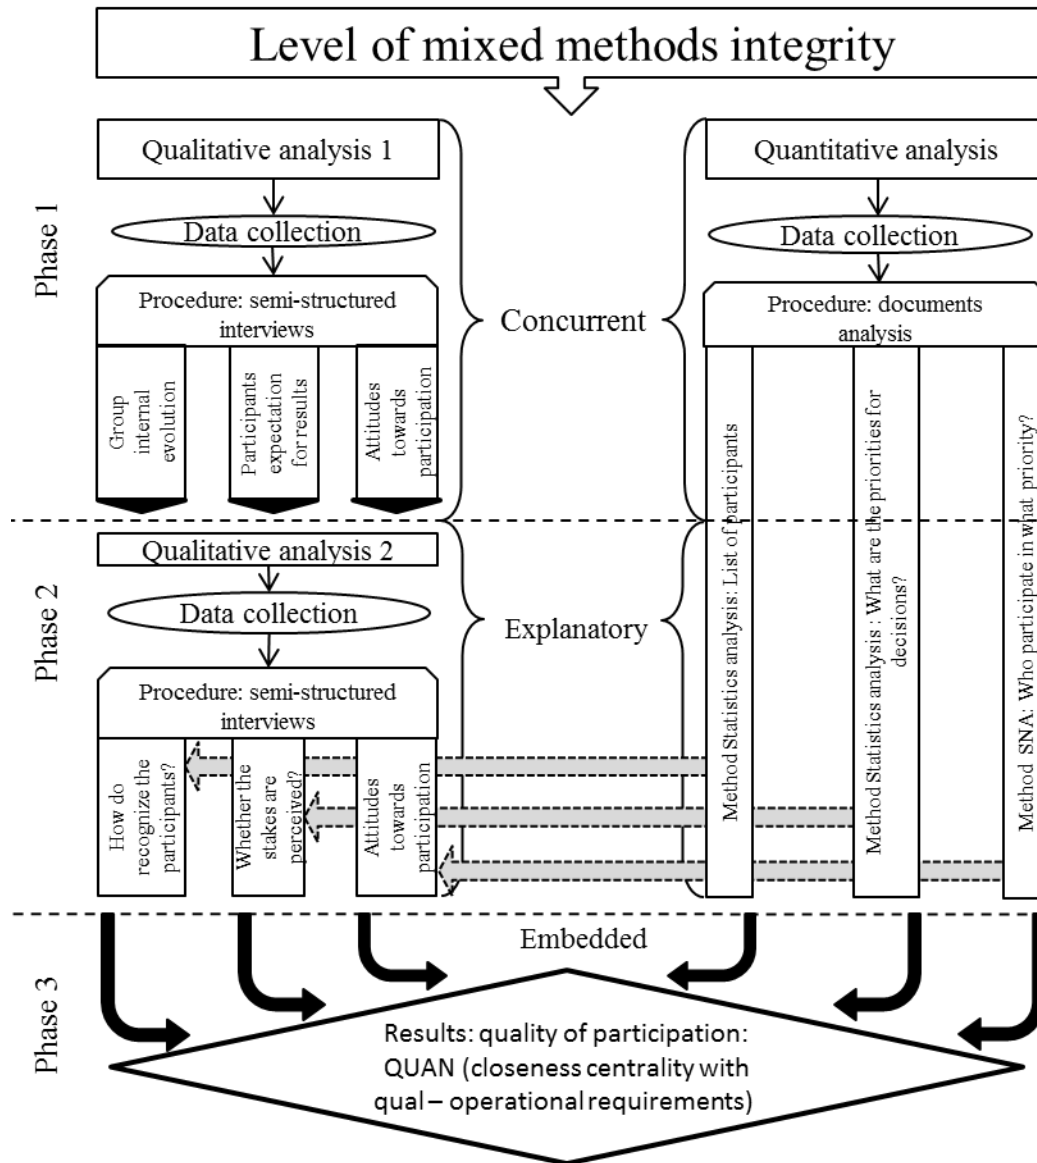 Level of mixed methods integrity
Phase 1
Qualitative analysis 1
Data collection
Procedure: semi-structured
interviews
Group
internal
evolution
Participants
expectation
for results
Attitudes
towards
participation
Concurrent
Quantitative analysis
Data collection
Procedure: documents
analysis
Method Statistics analysis: List of participants
Method Statistics analysis : What are the priorities for
decisions?
Method SNA: Who participate in what priority?
Phase 2
Qualitative analysis 2
Data collection
Procedure: semi-structured
interviews
How do
recognize the
participants?
Whether the
stakes are
perceived?
Attitudes
towards
participation
Explanatory
Phase 3
Embedded
Results: quality of participation:
QUAN (closeness centrality with
qual – operational requirements)